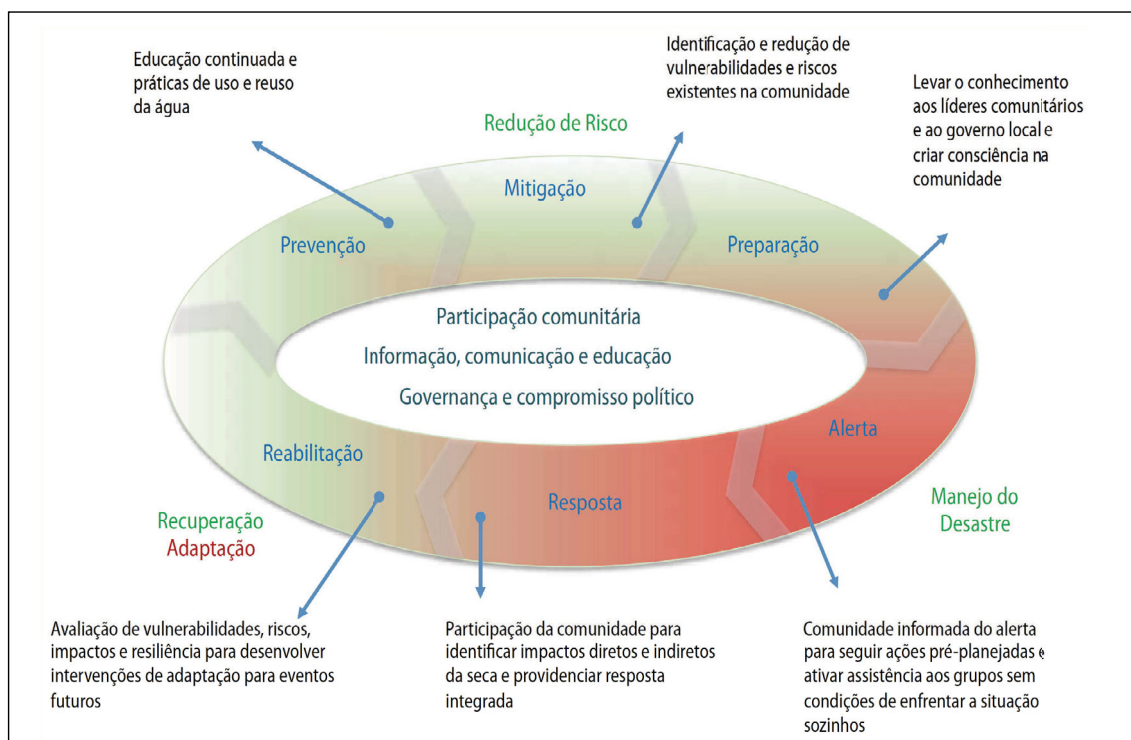 Educação continuada e
práticas de uso e reuso
da água
Identificação e redução de
vulnerabilidades e riscos
existentes na comunidade
Levar o conhecimento
aos líderes comunitários
e ao governo local e
criar consciência na
comunidade
Redução de Risco
Mitigação
Prevenção
Preparação
Participação comunitária
Informação, comunicação e educação
Governança e compromisso político
Reabilitação
Resposta
Alerta
Recuperação
Adaptação
Manejo do
Desastre
Avaliação de vulnerabilidades, riscos,
impactos e resiliência para desenvolver
intervenções de adaptação para eventos
futuros
Participação da comunidade para
identificar impactos diretos e indiretos
da seca e providenciar resposta
integrada
Comunidade informada do alerta
para seguir ações pré-planejadas e
ativar assistência aos grupos sem
condições de enfrentar a situação
sozinhos